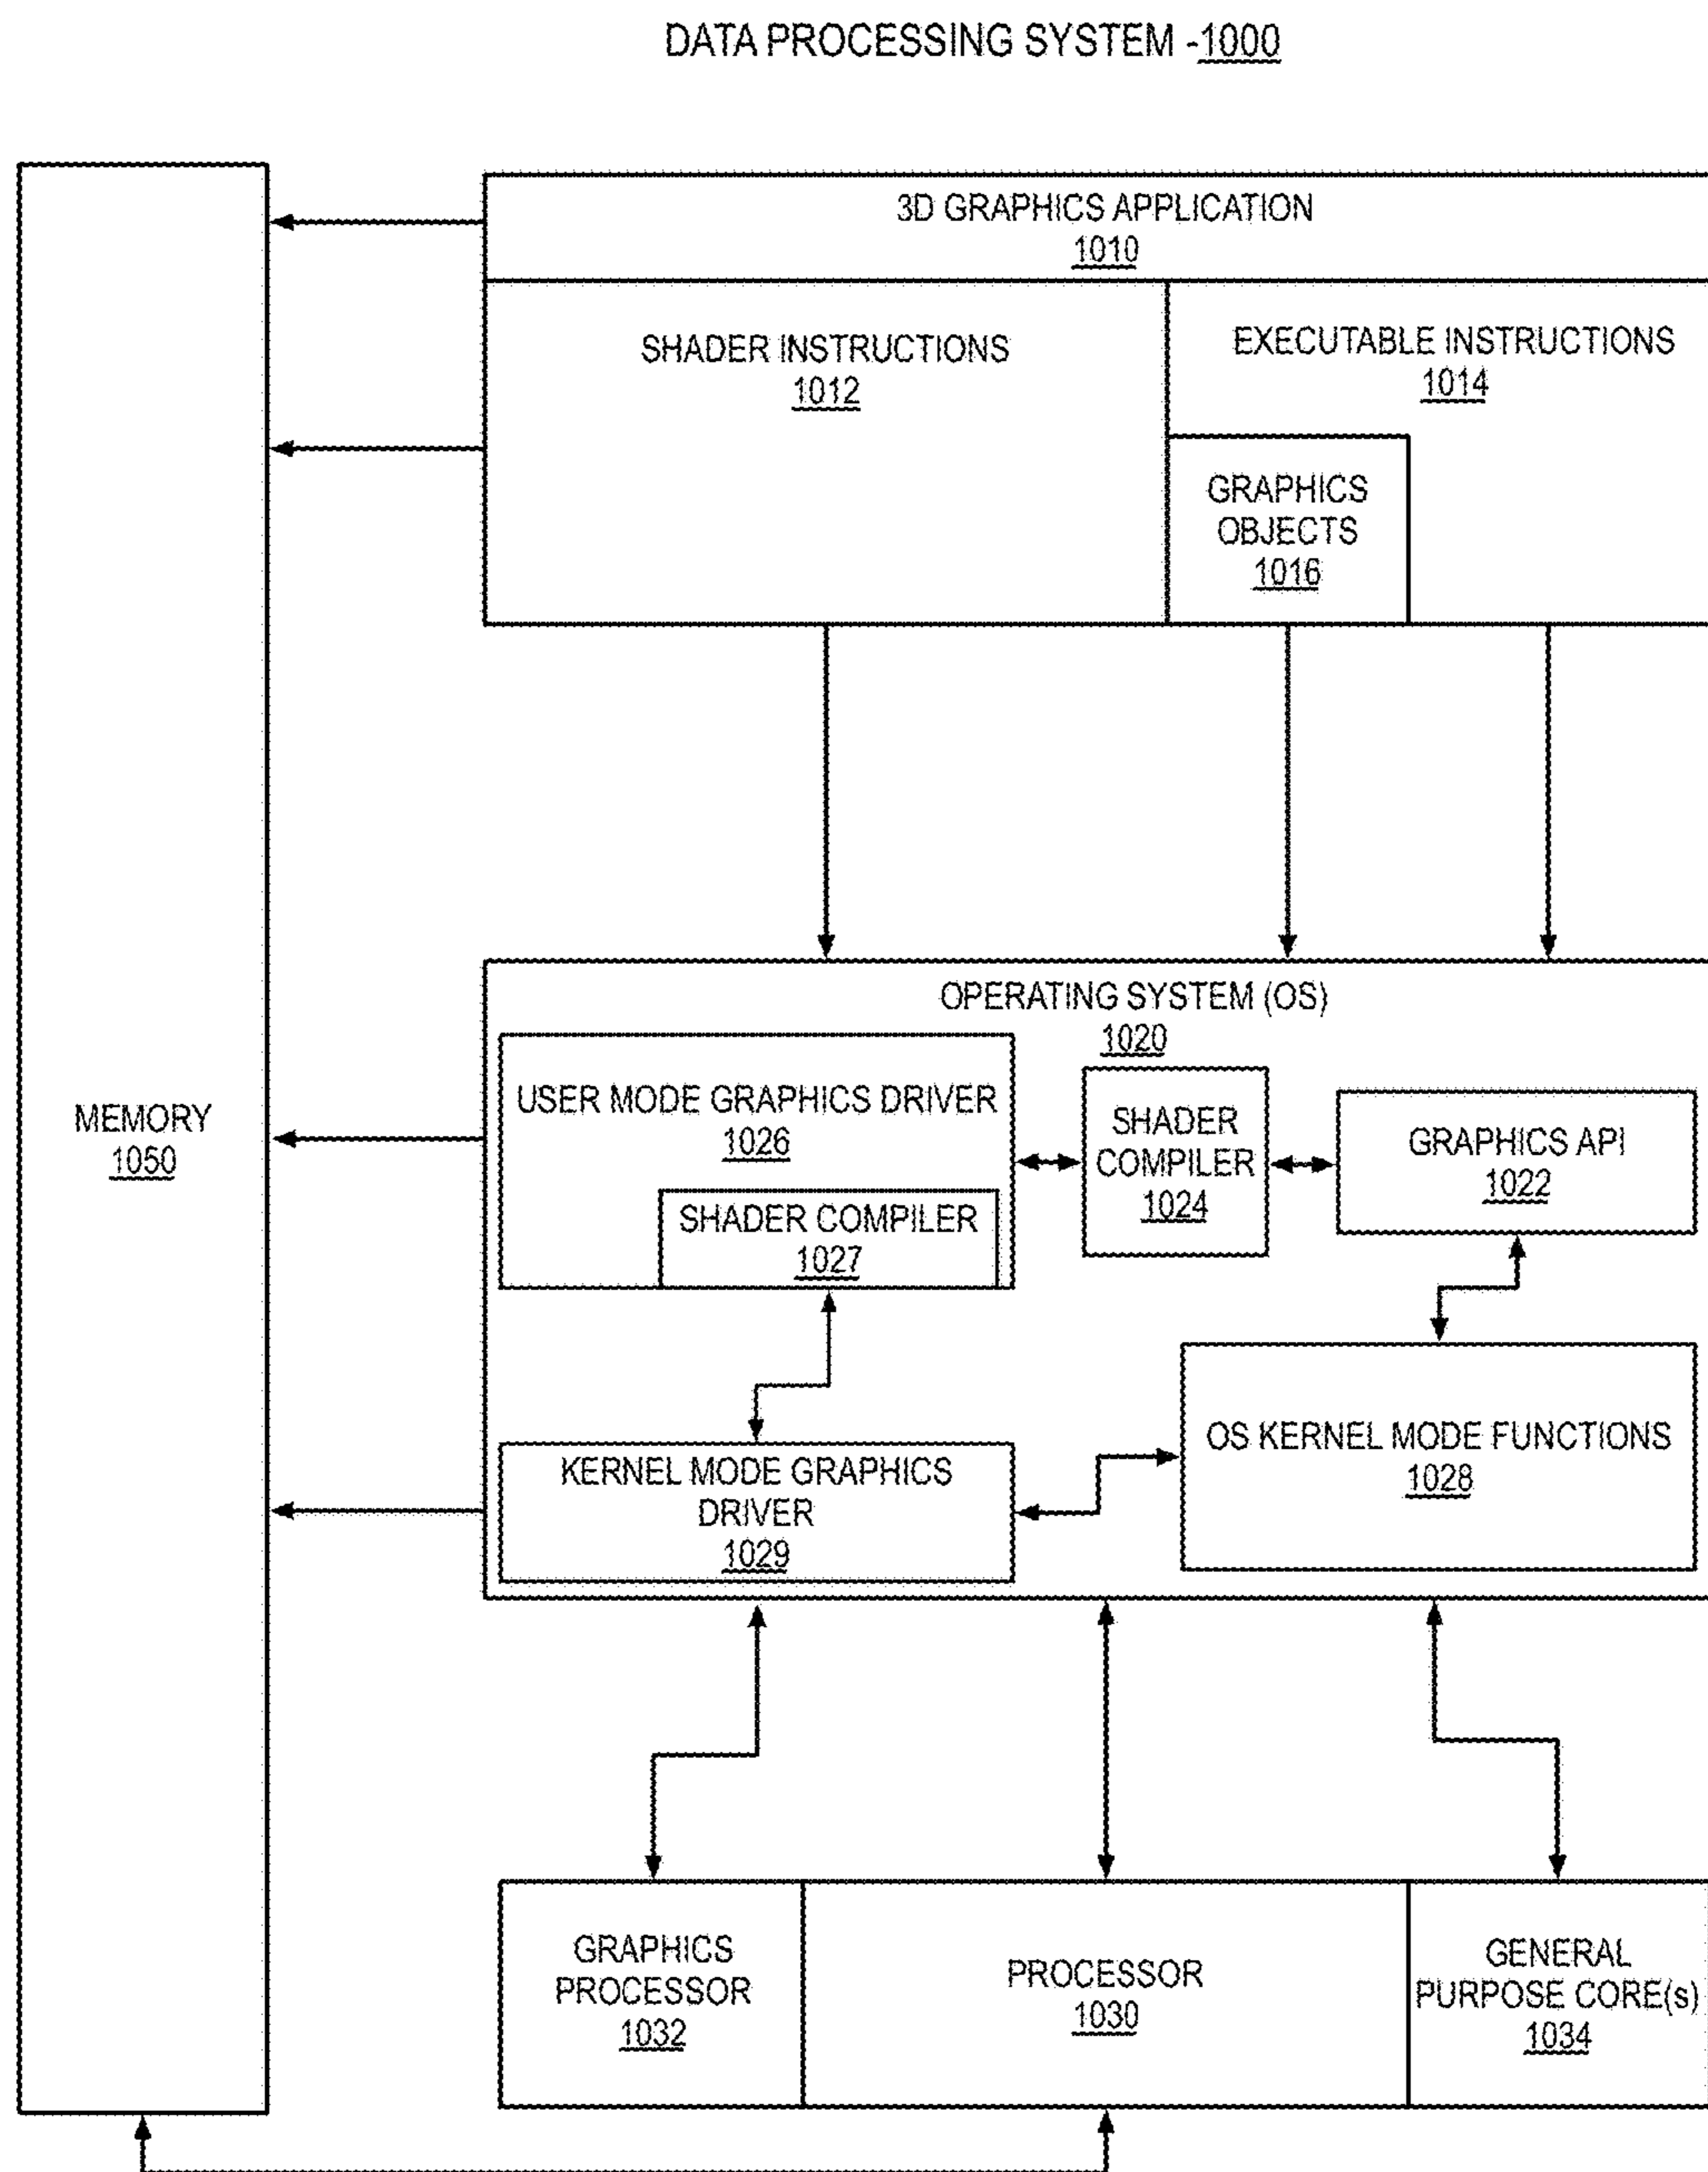 DATA PROCESSING SYSTEM -1000
3D GRAPHICS APPLICATION
1010
SHADER INSTRUCTIONS
1012
EXECUTABLE INSTRUCTIONS
1014
GRAPHICS
OBJECTS
1016
OPERATING SYSTEM (OS)
1020
USER MODE GRAPHICS DRIVER
1026
SHADER COMPILER
1027
SHADER
COMPILER
1024
GRAPHICS API
1022
MEMORY
1050
KERNEL MODE GRAPHICS
DRIVER
1029
OS KERNEL MODE FUNCTIONS
1028
GRAPHICS
PROCESSOR
1032
PROCESSOR
1030
GENERAL
PURPOSE CORE(s)
1034